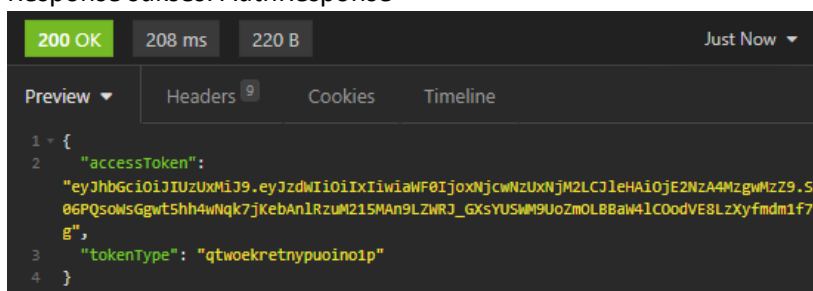 Response sukses: AuthResponse
200 OK 208 ms 220 B Just Now
Preview Headers 9 Cookies Timeline
1 {
2 "accessToken":
"eyJhbGciOiJIUzUxMiJ9.eyJzdWIiOiIxIiwiaWF0IjoxNjcwNzUxNjM2LCJleHAiOjE2NzA4MzgwMzZ9.S
06PQsoWsGgwt5hh4wNqk7jKebAnlRzuM215MAn9LZWRJ_GXsYUSWM9UoZmOLBBaW4lCOodVE8LzXyfmdm1f7
g",
3 "tokenType": "qtwoekretnypuoino1p"
4 }